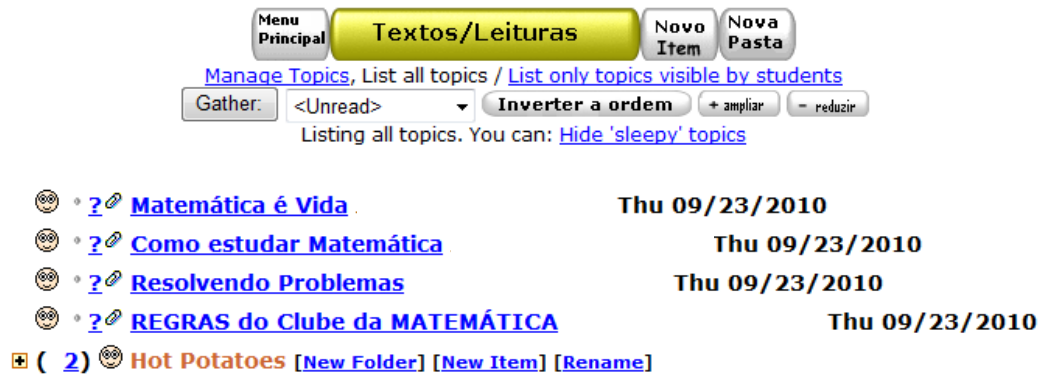 Menu Principal Textos/Leituras Novo Item Nova Pasta
Manage Topics, List all topics / List only topics visible by students
Gather: <Unread> Inverter a ordem + ampliar - reduzir
Listing all topics. You can: Hide 'sleepy' topics
? Matemática é Vida Thu 09/23/2010
? Como estudar Matemática Thu 09/23/2010
? Resolvendo Problemas Thu 09/23/2010
? REGRAS do Clube da MATEMÁTICA Thu 09/23/2010
( 2) Hot Potatoes [New Folder] [New Item] [Rename]